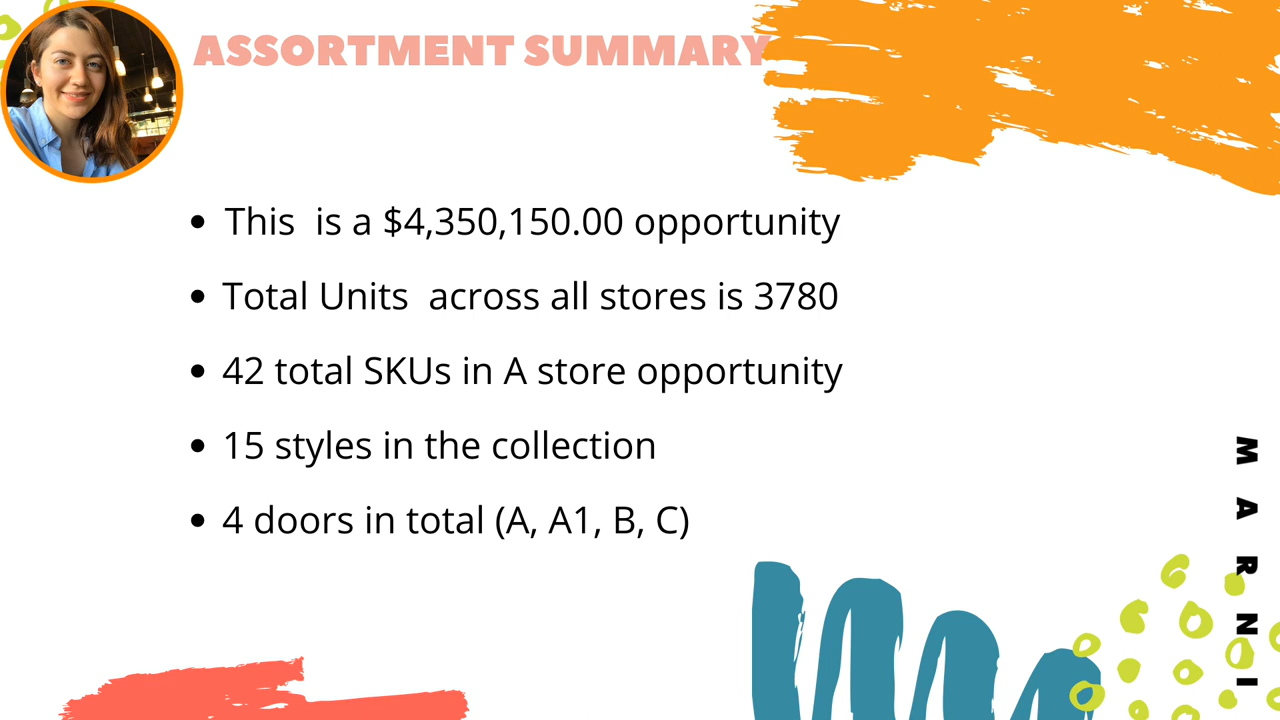 ASSORTMENT SUMMARY
This  is a $4,350,150.00 opportunity
Total Units  across all stores is 3780
42 total SKUs in A store opportunity
15 styles in the collection
4 doors in total (A, A1, B, C)
MARNI